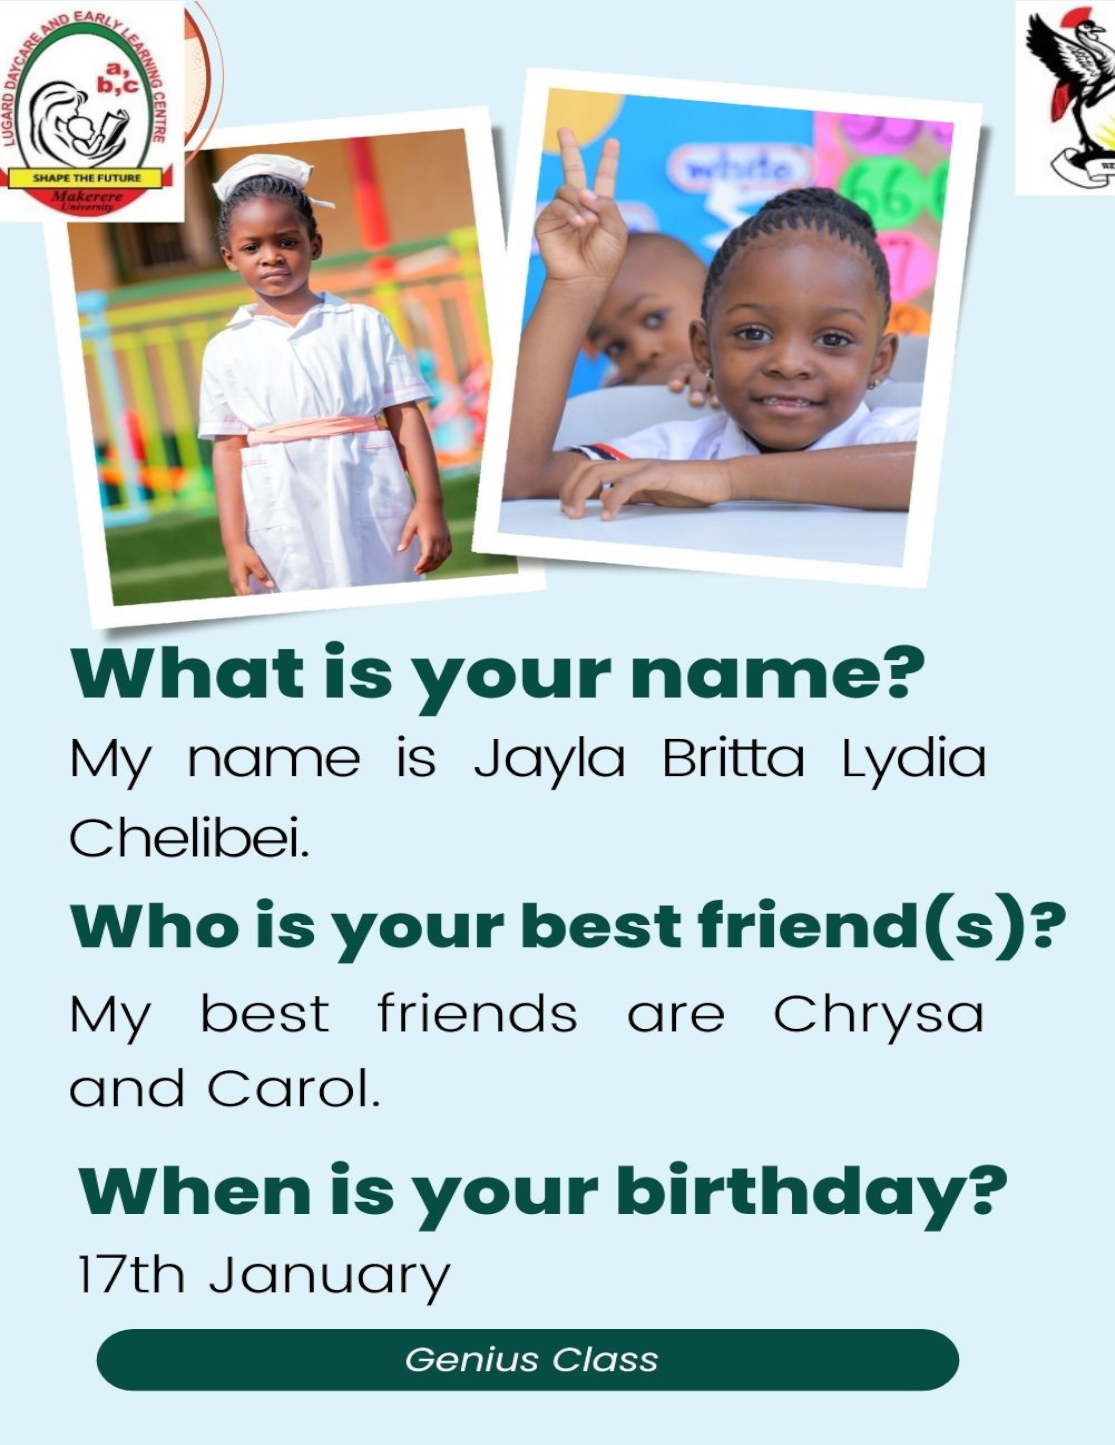 LUGARD DAYCARE AND EARLY LEARNING CENTRE
a,
b,c
SHAPE THE FUTURE
Makerere
University
white
66
7
What is your name?
My name is Jayla Britta Lydia
Chelibei.
Who is your best friend(s)?
My best friends are Chrysa
and Carol.
When is your birthday?
17th January
Genius Class